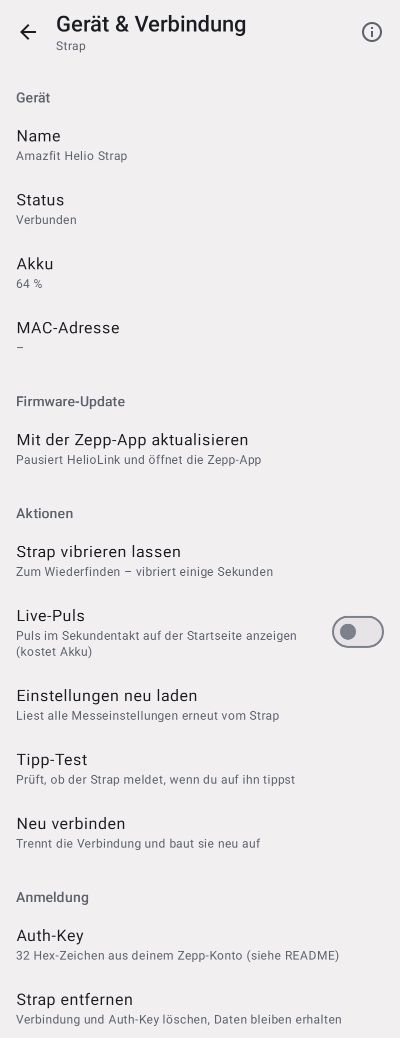 Gerät & Verbindung
Strap
Gerät
Name
Amazfit Helio Strap
Status
Verbunden
Akku
64 %
MAC-Adresse
–
Firmware-Update
Mit der Zepp-App aktualisieren
Pausiert HelioLink und öffnet die Zepp-App
Aktionen
Strap vibrieren lassen
Zum Wiederfinden – vibriert einige Sekunden
Live-Puls
Puls im Sekundentakt auf der Startseite anzeigen
(kostet Akku)
Einstellungen neu laden
Liest alle Messeinstellungen erneut vom Strap
Tipp-Test
Prüft, ob der Strap meldet, wenn du auf ihn tippst
Neu verbinden
Trennt die Verbindung und baut sie neu auf
Anmeldung
Auth-Key
32 Hex-Zeichen aus deinem Zepp-Konto (siehe README)
Strap entfernen
Verbindung und Auth-Key löschen, Daten bleiben erhalten